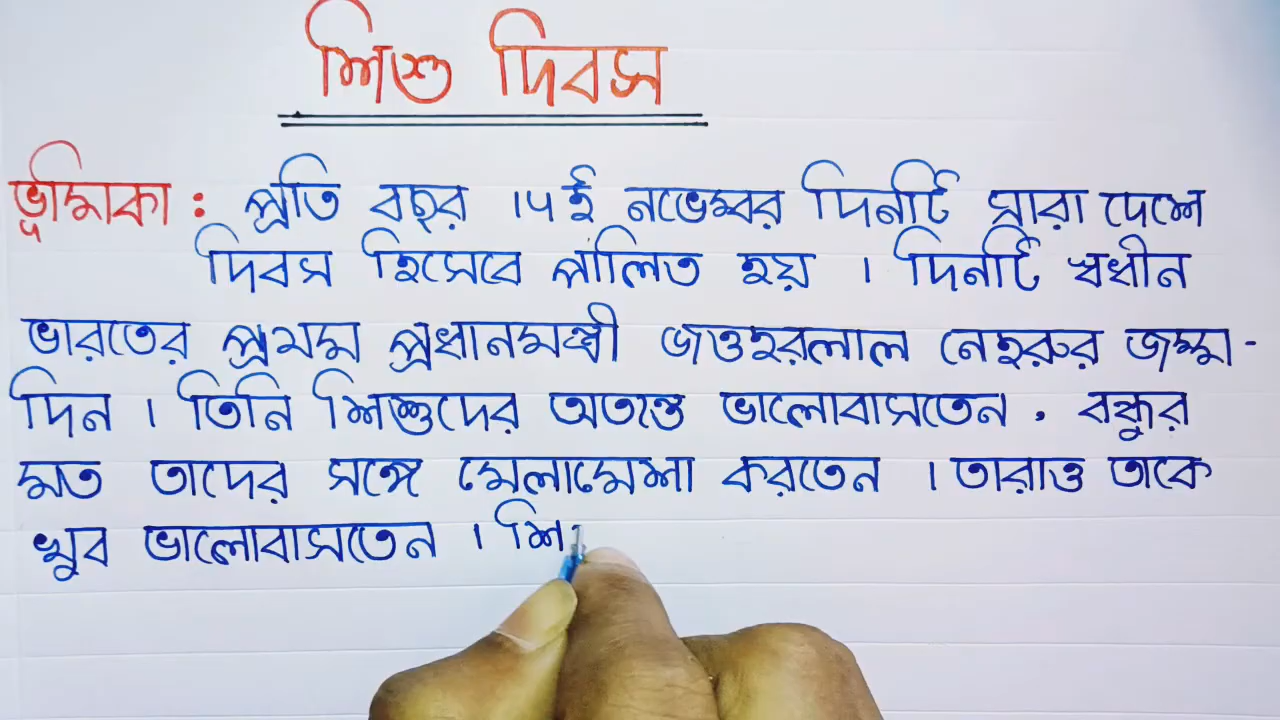 শিশু দিবস
ভূমিকা : প্রতি বছর ১৪ই নভেম্বর দিনটি সারা দেশে
দিবস হিসেবে পালিত হয় । দিনটি স্বধীন
ভারতের প্রথম প্রধানমন্ত্রী জওহরলাল নেহরুর জন্ম-
দিন । তিনি শিশুদের অত্যন্ত ভালোবাসতেন , বন্ধুর
মত তাদের সঙ্গে মেলামেশা করতেন । তারাও তাকে
খুব ভালোবাসতেন । শি